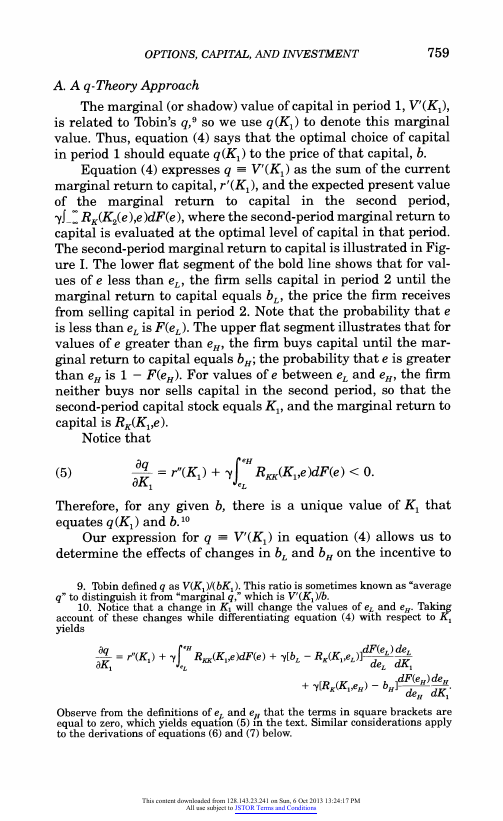 OPTIONS, CAPITAL, AND INVESTMENT 759
A. A q-Theory Approach
The marginal (or shadow) value of capital in period 1, V′(K₁),
is related to Tobin's q,⁹ so we use q(K₁) to denote this marginal
value. Thus, equation (4) says that the optimal choice of capital
in period 1 should equate q(K₁) to the price of that capital, b.
Equation (4) expresses q ≡ V′(K₁) as the sum of the current
marginal return to capital, r′(K₁), and the expected present value
of the marginal return to capital in the second period,
γ∫₋∞^∞ R_K(K₂(e),e)dF(e), where the second-period marginal return to
capital is evaluated at the optimal level of capital in that period.
The second-period marginal return to capital is illustrated in Fig-
ure I. The lower flat segment of the bold line shows that for val-
ues of e less than e_L, the firm sells capital in period 2 until the
marginal return to capital equals b_L, the price the firm receives
from selling capital in period 2. Note that the probability that e
is less than e_L is F(e_L). The upper flat segment illustrates that for
values of e greater than e_H, the firm buys capital until the mar-
ginal return to capital equals b_H; the probability that e is greater
than e_H is 1 − F(e_H). For values of e between e_L and e_H, the firm
neither buys nor sells capital in the second period, so that the
second-period capital stock equals K₁, and the marginal return to
capital is R_K(K₁,e).
Notice that
(5) ∂q/∂K₁ = r″(K₁) + γ∫_{e_L}^{e_H} R_KK(K₁,e)dF(e) < 0.
Therefore, for any given b, there is a unique value of K₁ that
equates q(K₁) and b.¹⁰
Our expression for q ≡ V′(K₁) in equation (4) allows us to
determine the effects of changes in b_L and b_H on the incentive to
9. Tobin defined q as V(K₁)/(bK₁). This ratio is sometimes known as "average
q" to distinguish it from "marginal q," which is V′(K₁)/b.
10. Notice that a change in K₁ will change the values of e_L and e_H. Taking
account of these changes while differentiating equation (4) with respect to K₁
yields
∂q/∂K₁ = r″(K₁) + γ∫_{e_L}^{e_H} R_KK(K₁,e)dF(e) + γ[b_L − R_K(K₁,e_L)] dF(e_L)/de_L de_L/dK₁
+ γ[R_K(K₁,e_H) − b_H] dF(e_H)/de_H de_H/dK₁.
Observe from the definitions of e_L and e_H that the terms in square brackets are
equal to zero, which yields equation (5) in the text. Similar considerations apply
to the derivations of equations (6) and (7) below.
This content downloaded from 128.143.23.241 on Sun, 6 Oct 2013 13:24:17 PM
All use subject to JSTOR Terms and Conditions